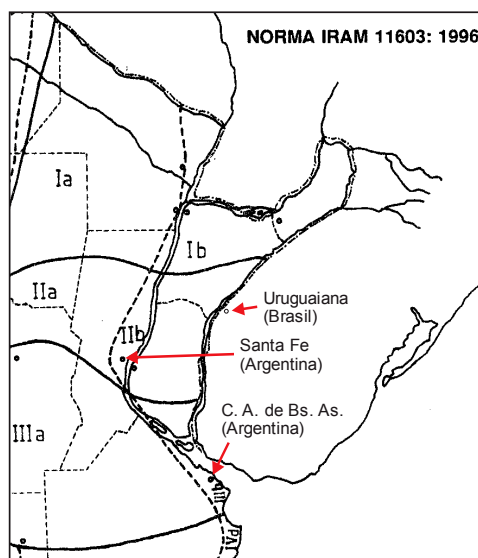 NORMA IRAM 11603: 1996
Ia
Ib
IIa
Uruguaiana
(Brasil)
IIb
Santa Fe
(Argentina)
C. A. de Bs. As.
(Argentina)
IIIa